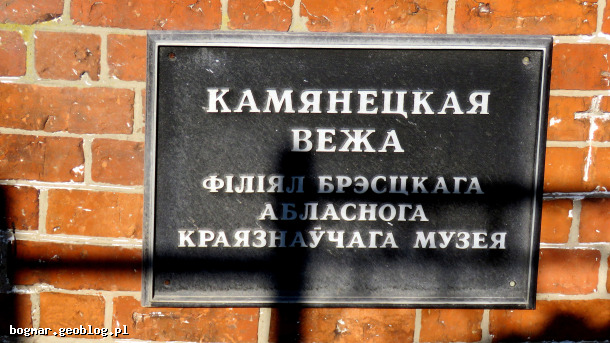 КАМЯНЕЦКАЯ
ВЕЖА
ФІЛІЯЛ БРЭСЦКАГА
АБЛАСНОГА
КРАЯЗНАЎЧАГА МУЗЕЯ
bogmar.geoblog.pl